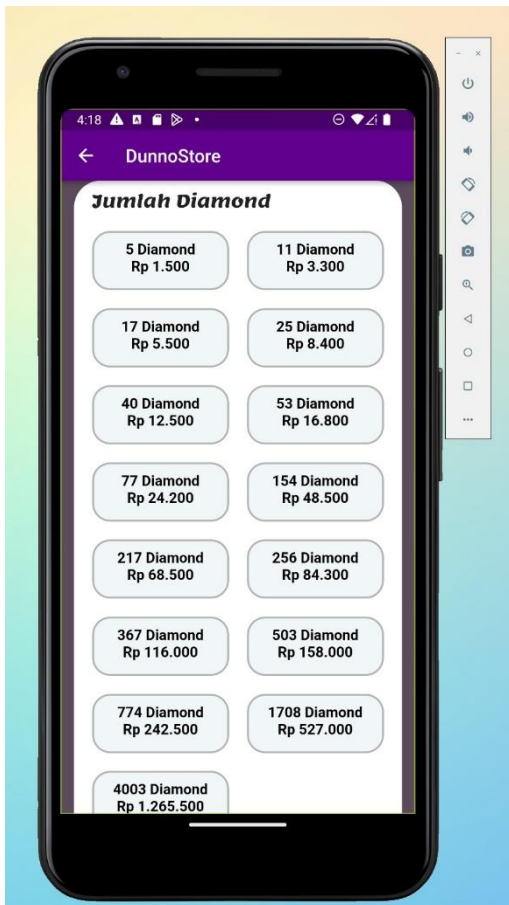 4:18
DunnoStore
Jumlah Diamond
5 Diamond
Rp 1.500
11 Diamond
Rp 3.300
17 Diamond
Rp 5.500
25 Diamond
Rp 8.400
40 Diamond
Rp 12.500
53 Diamond
Rp 16.800
77 Diamond
Rp 24.200
154 Diamond
Rp 48.500
217 Diamond
Rp 68.500
256 Diamond
Rp 84.300
367 Diamond
Rp 116.000
503 Diamond
Rp 158.000
774 Diamond
Rp 242.500
1708 Diamond
Rp 527.000
4003 Diamond
Rp 1.265.500